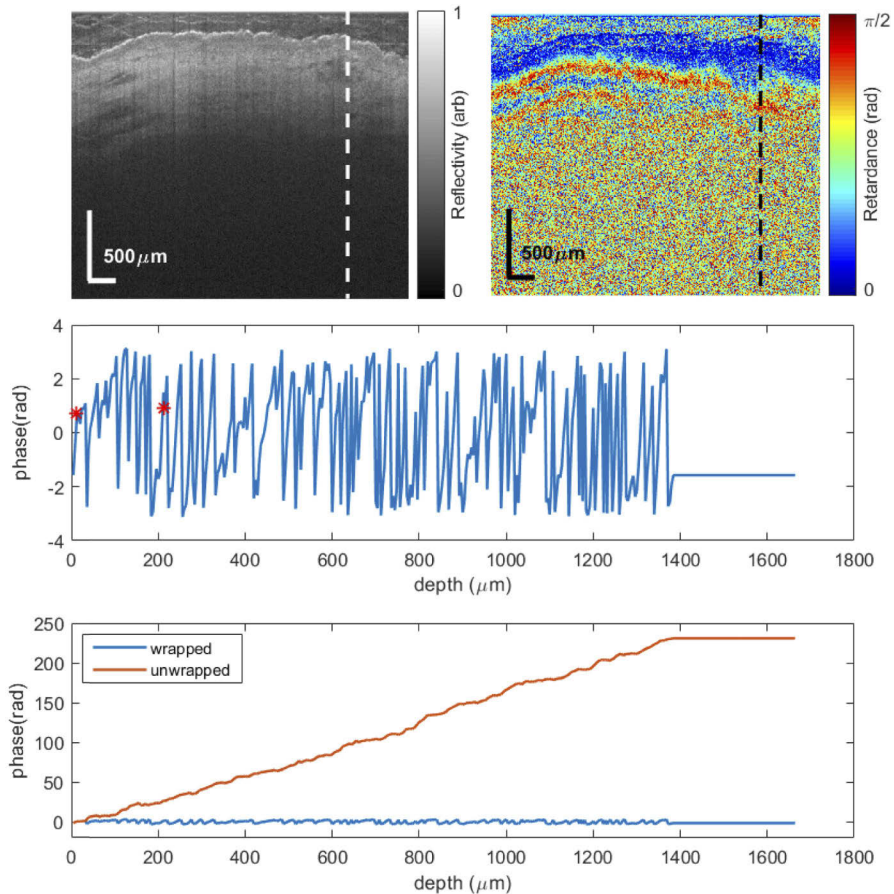 1
Reflectivity (arb)
0
500μm
π/2
Retardance (rad)
0
500μm
4
2
0
-2
-4
phase(rad)
0 200 400 600 800 1000 1200 1400 1600 1800
depth (μm)
250
200
150
100
50
0
phase(rad)
wrapped
unwrapped
0 200 400 600 800 1000 1200 1400 1600 1800
depth (μm)